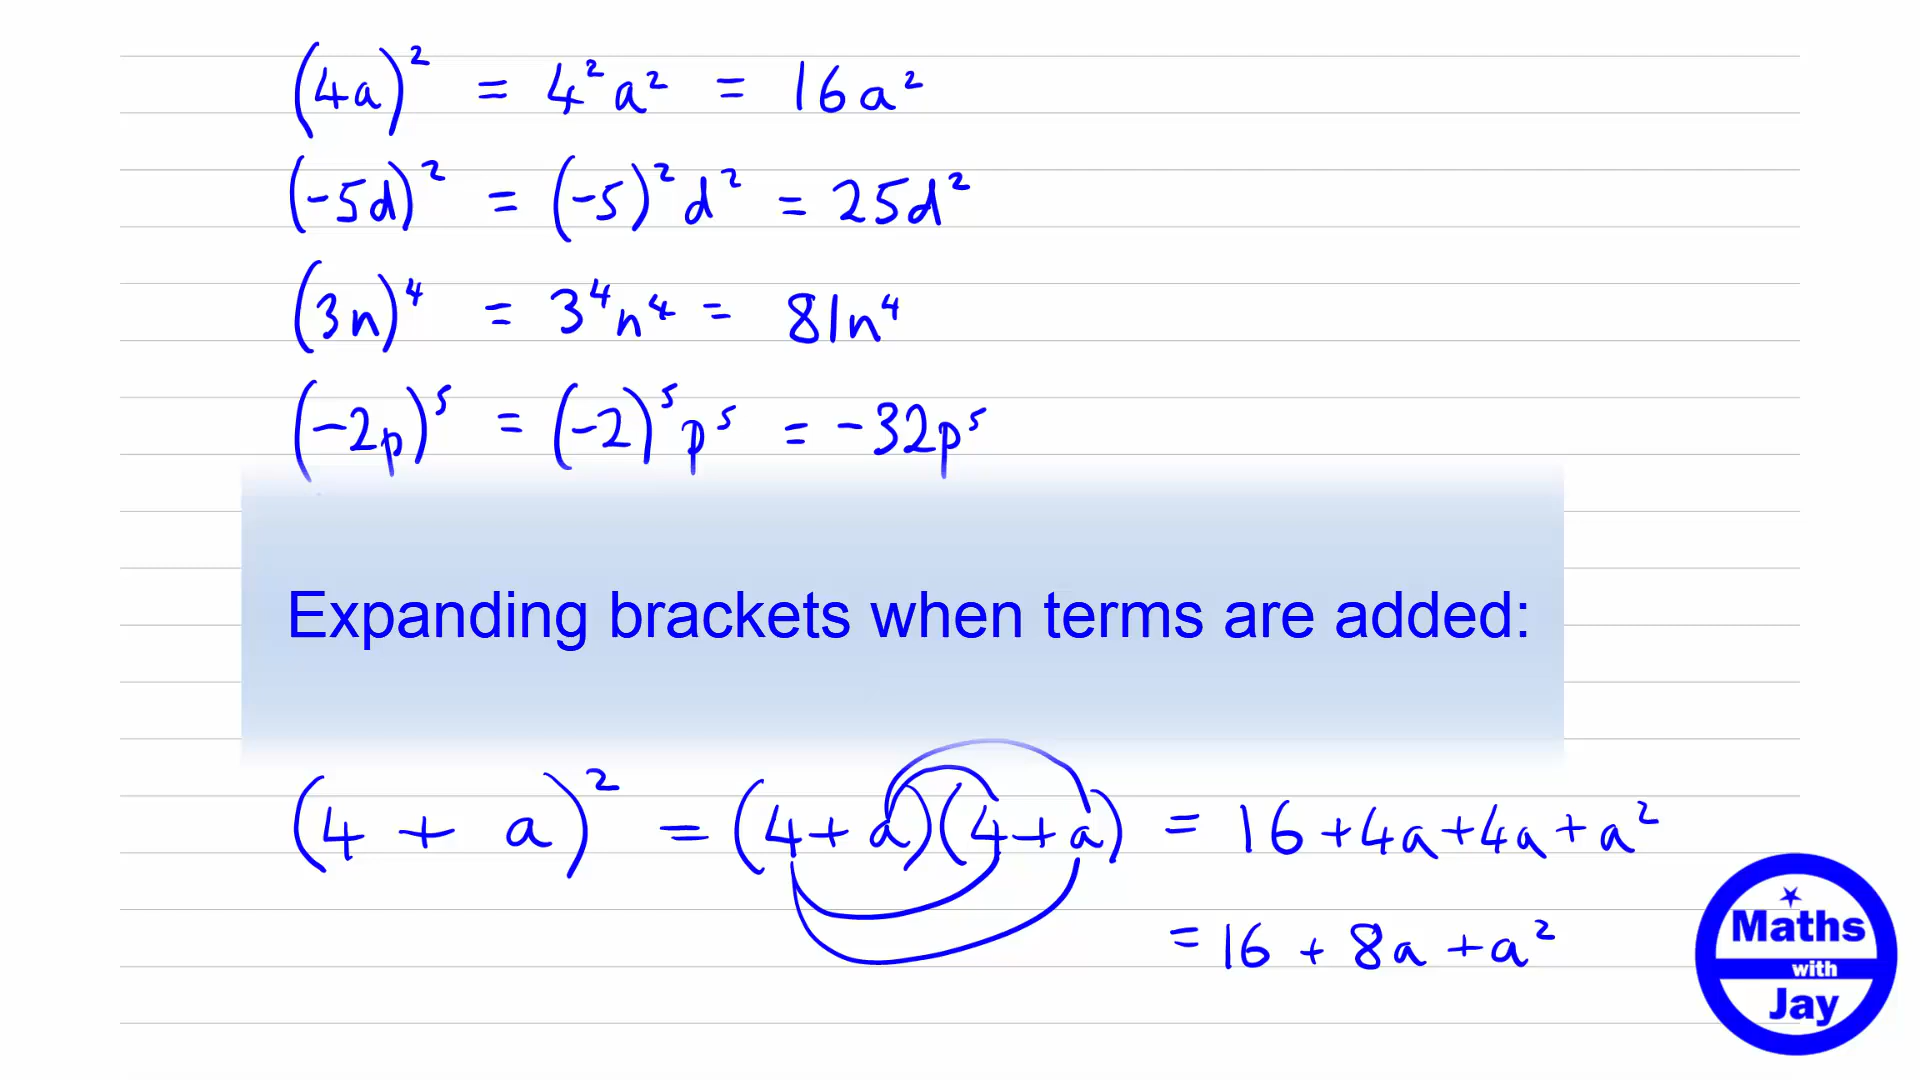 (4a)² = 4²a² = 16a²
(-5d)² = (-5)²d² = 25d²
(3n)⁴ = 3⁴n⁴ = 81n⁴
(-2p)⁵ = (-2)⁵p⁵ = -32p⁵
Expanding brackets when terms are added:
(4 + a)² = (4+a)(4+a) = 16+4a+4a+a²
= 16 + 8a + a²
Maths
with
Jay